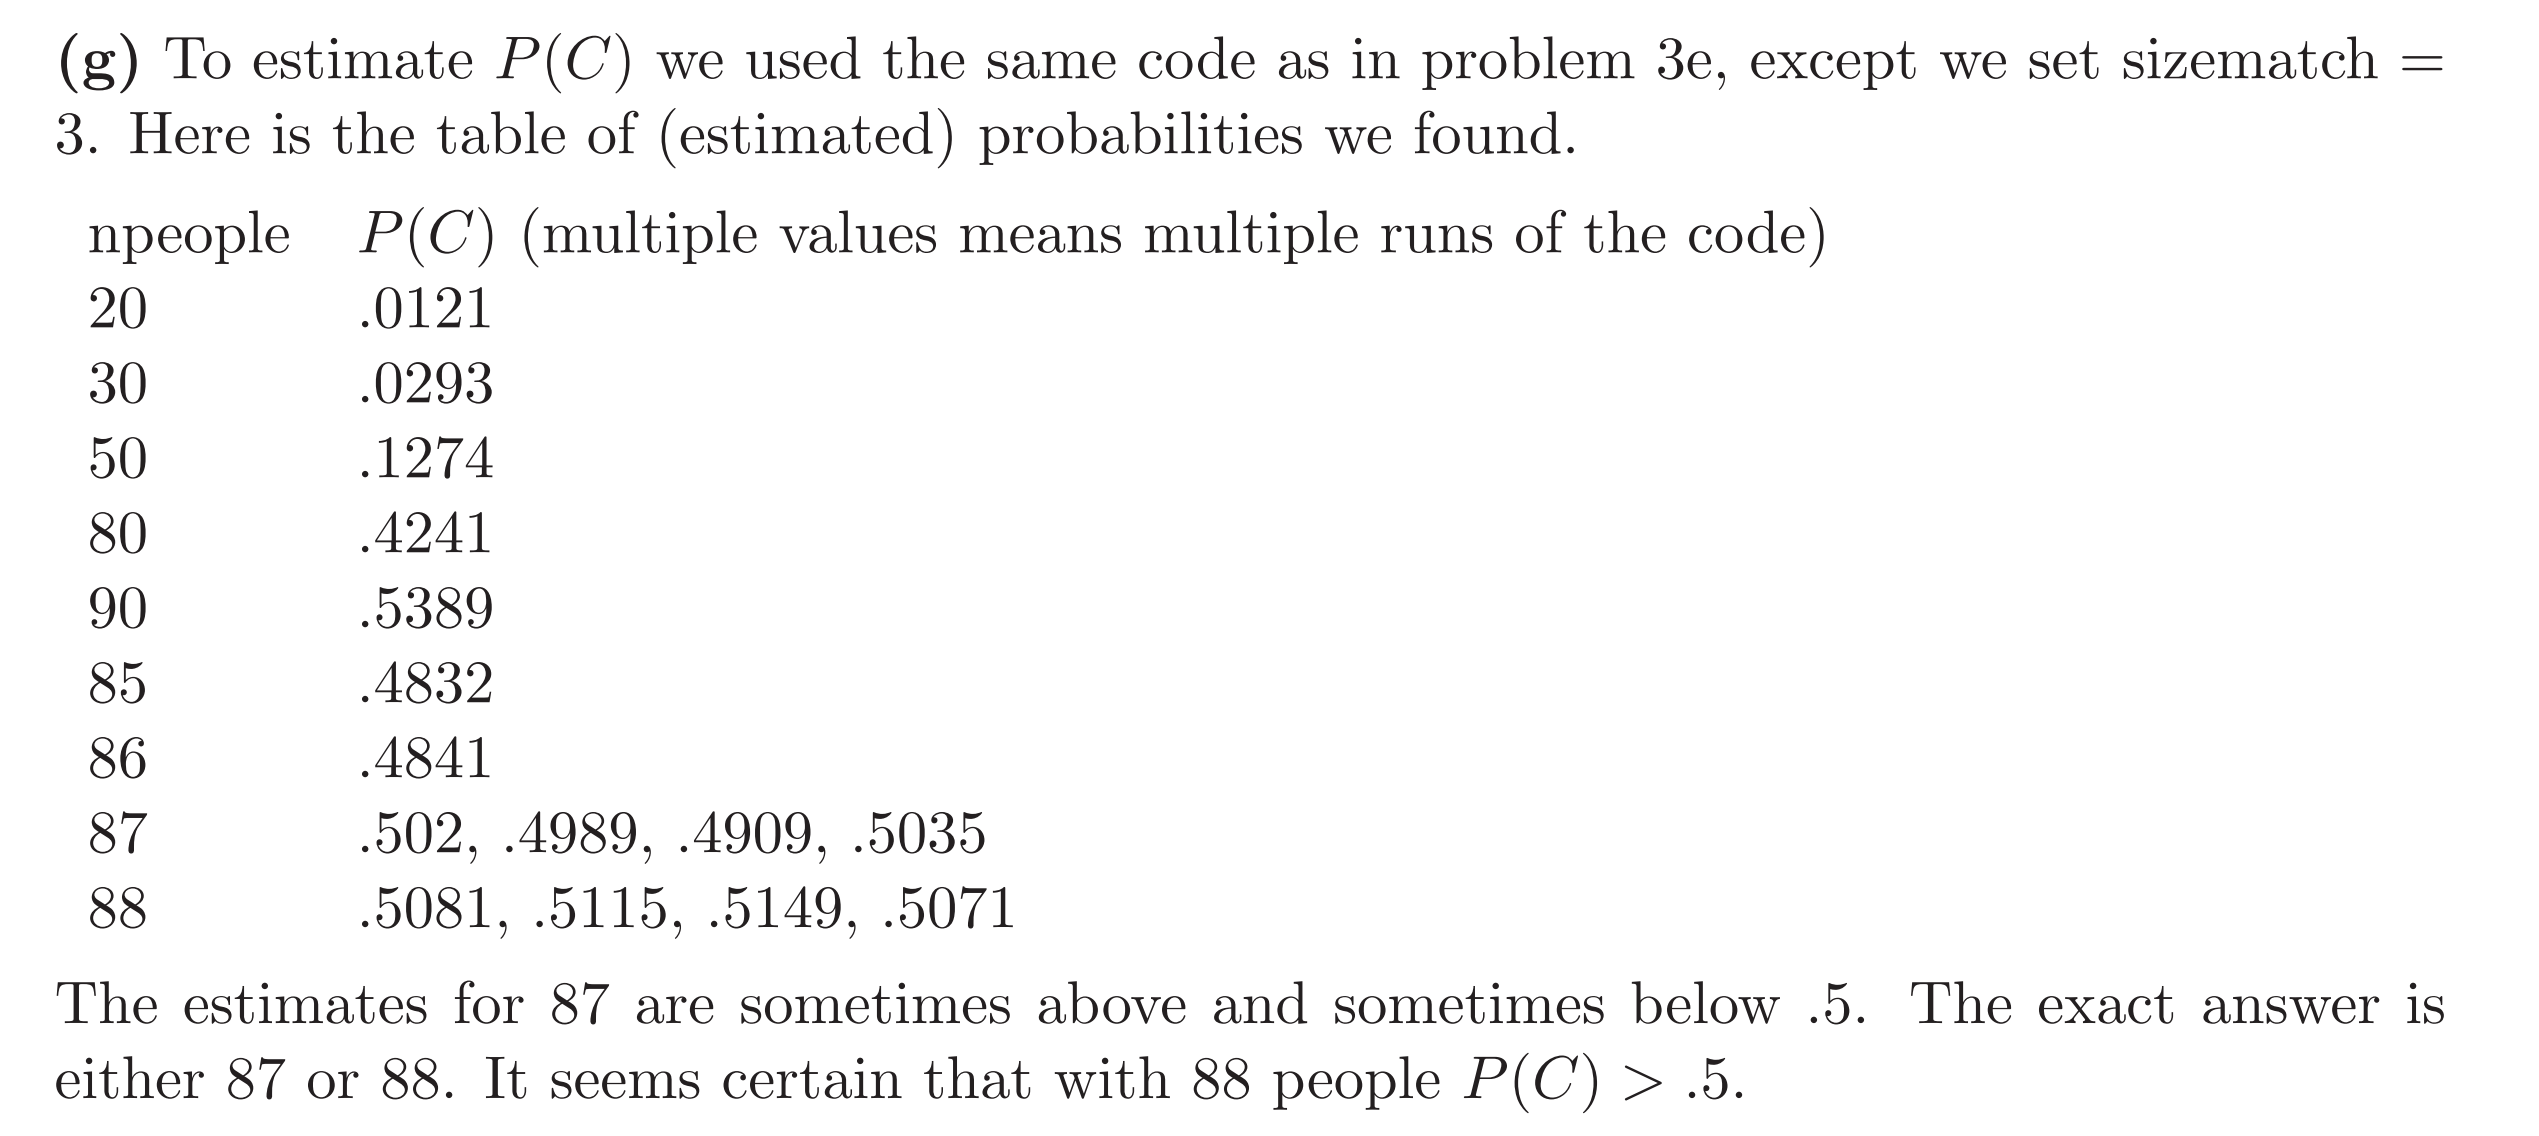 (g) To estimate P(C) we used the same code as in problem 3e, except we set sizematch =
3. Here is the table of (estimated) probabilities we found.
npeople P(C) (multiple values means multiple runs of the code)
20 .0121
30 .0293
50 .1274
80 .4241
90 .5389
85 .4832
86 .4841
87 .502, .4989, .4909, .5035
88 .5081, .5115, .5149, .5071
The estimates for 87 are sometimes above and sometimes below .5. The exact answer is
either 87 or 88. It seems certain that with 88 people P(C) > .5.